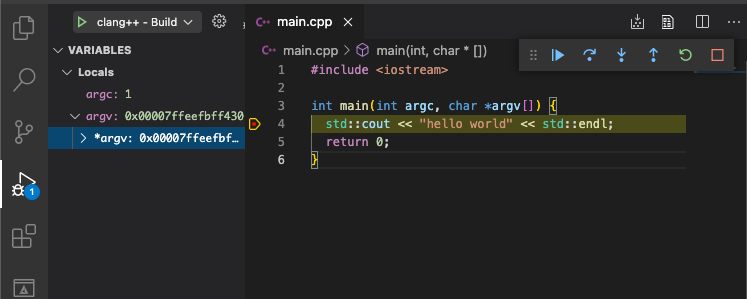 clang++ - Build
VARIABLES
Locals
argc: 1
argv: 0x00007ffeefbff430
*argv: 0x00007ffeefbf…
1
main.cpp
main.cpp > main(int, char * [])
1 #include <iostream>
2
3 int main(int argc, char *argv[]) {
4 std::cout << "hello world" << std::endl;
5 return 0;
6 }